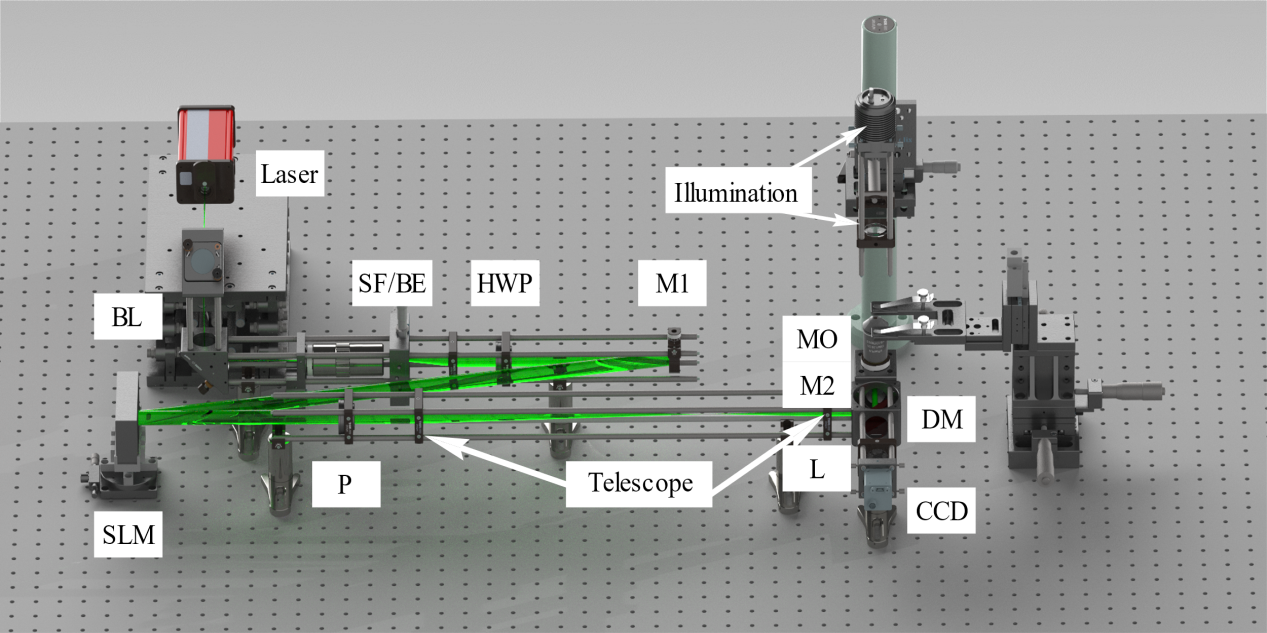 Laser
Illumination
SF/BE
HWP
M1
BL
MO
M2
DM
Telescope
L
P
CCD
SLM